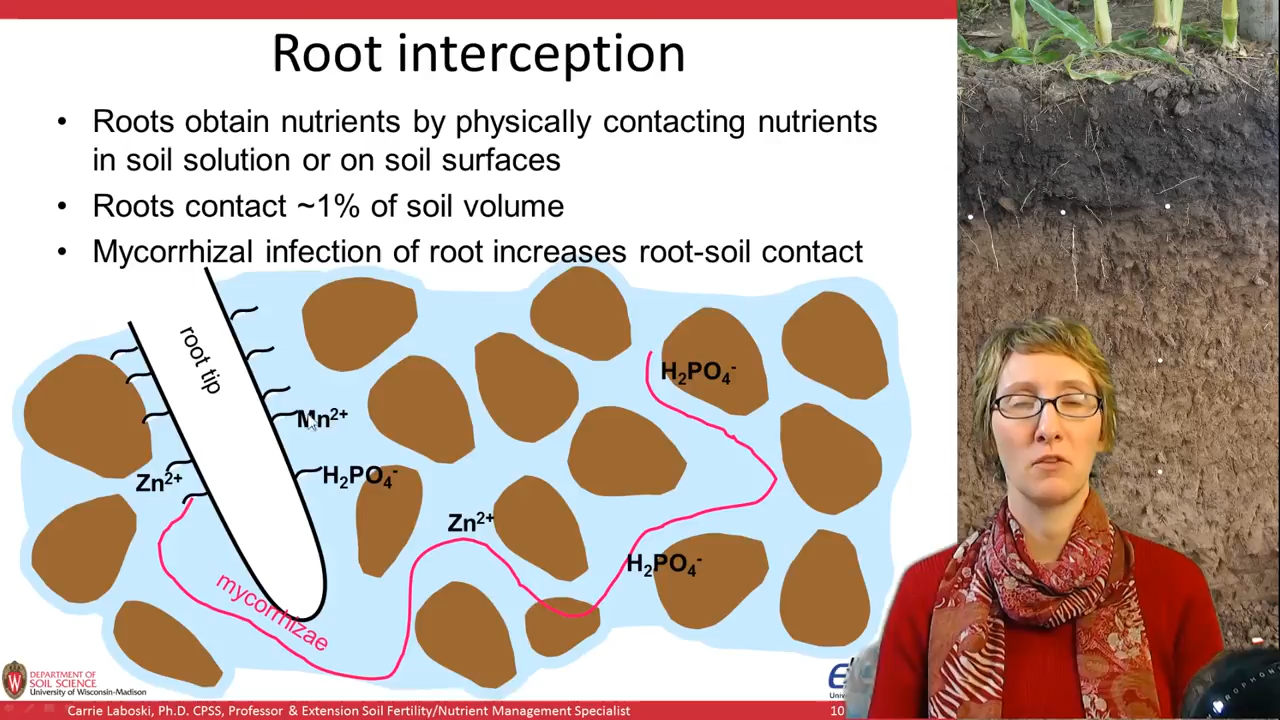 Root interception
• Roots obtain nutrients by physically contacting nutrients
in soil solution or on soil surfaces
• Roots contact ~1% of soil volume
• Mycorrhizal infection of root increases root-soil contact
root tip
H₂PO₄⁻
Mn²⁺
H₂PO₄⁻
Zn²⁺
Zn²⁺
H₂PO₄⁻
mycorrhizae
DEPARTMENT OF
SOIL SCIENCE
University of Wisconsin-Madison
Carrie Laboski, Ph.D. CPSS, Professor & Extension Soil Fertility/Nutrient Management Specialist
10